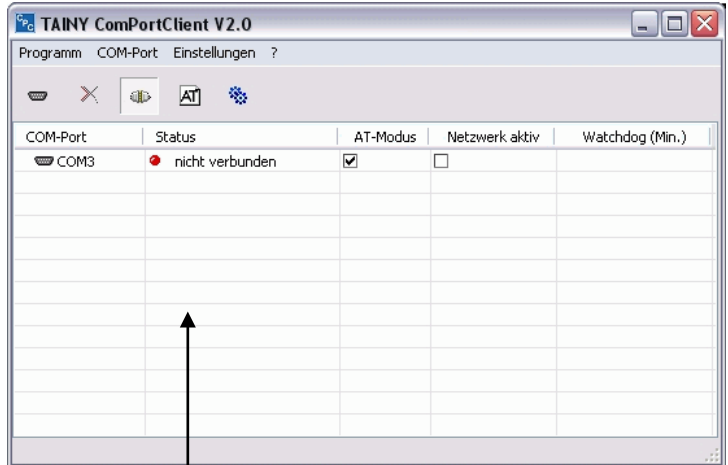 CPC TAINY ComPortClient V2.0
Programm COM-Port Einstellungen ?
AT
COM-Port Status AT-Modus Netzwerk aktiv Watchdog (Min.)
COM3 nicht verbunden